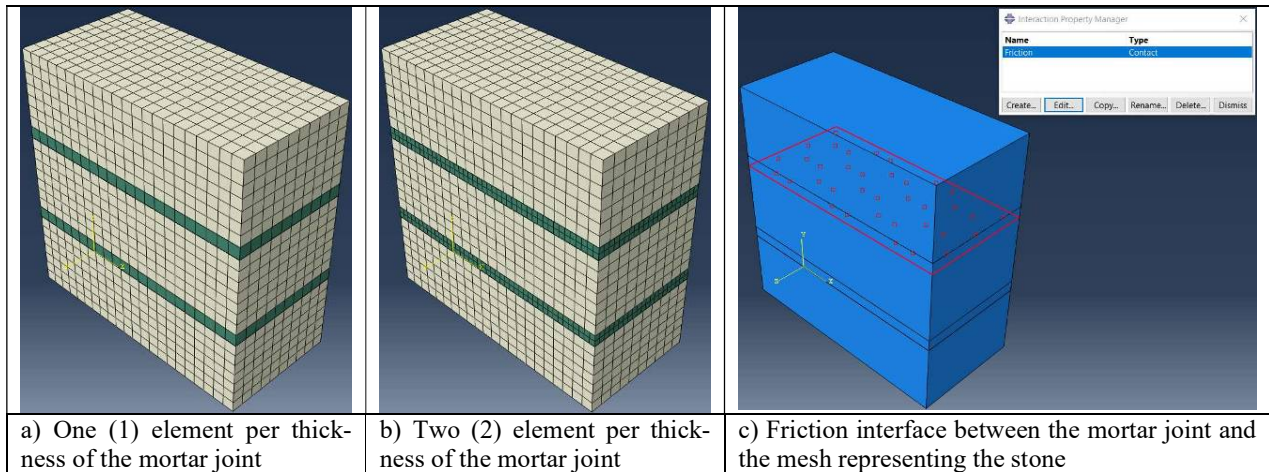 Interaction Property Manager
Name Type
Friction Contact
Create... Edit... Copy... Rename... Delete... Dismiss
a) One (1) element per thick-
ness of the mortar joint
b) Two (2) element per thick-
ness of the mortar joint
c) Friction interface between the mortar joint and
the mesh representing the stone